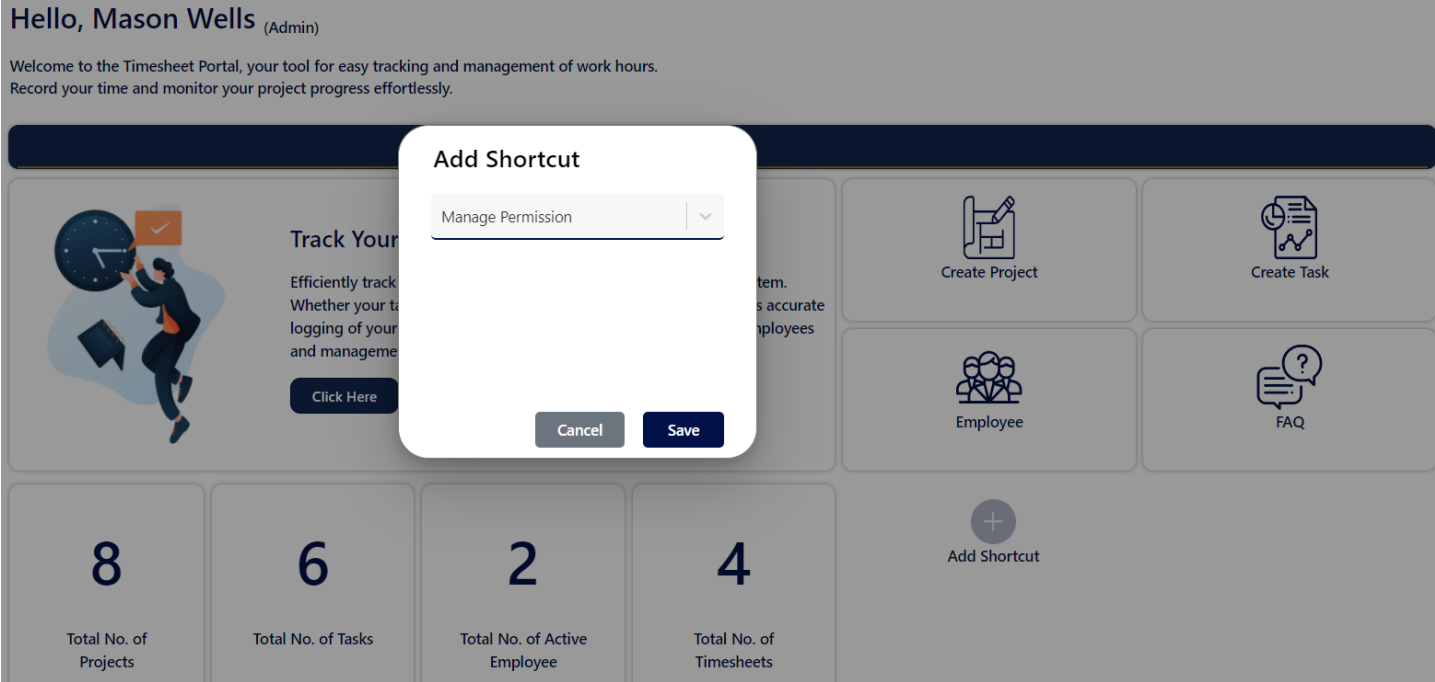 Hello, Mason Wells (Admin)
Welcome to the Timesheet Portal, your tool for easy tracking and management of work hours.
Record your time and monitor your project progress effortlessly.
Add Shortcut
Manage Permission
Cancel
Save
Track Your
Efficiently track
tem.
Whether your
accurate
logging of your
and
Click Here
Create Project
Create Task
Employee
FAQ
Add Shortcut
8
Total No. of
Projects
6
Total No. of Tasks
2
Total No. of Active
Employee
4
Total No. of
Timesheets